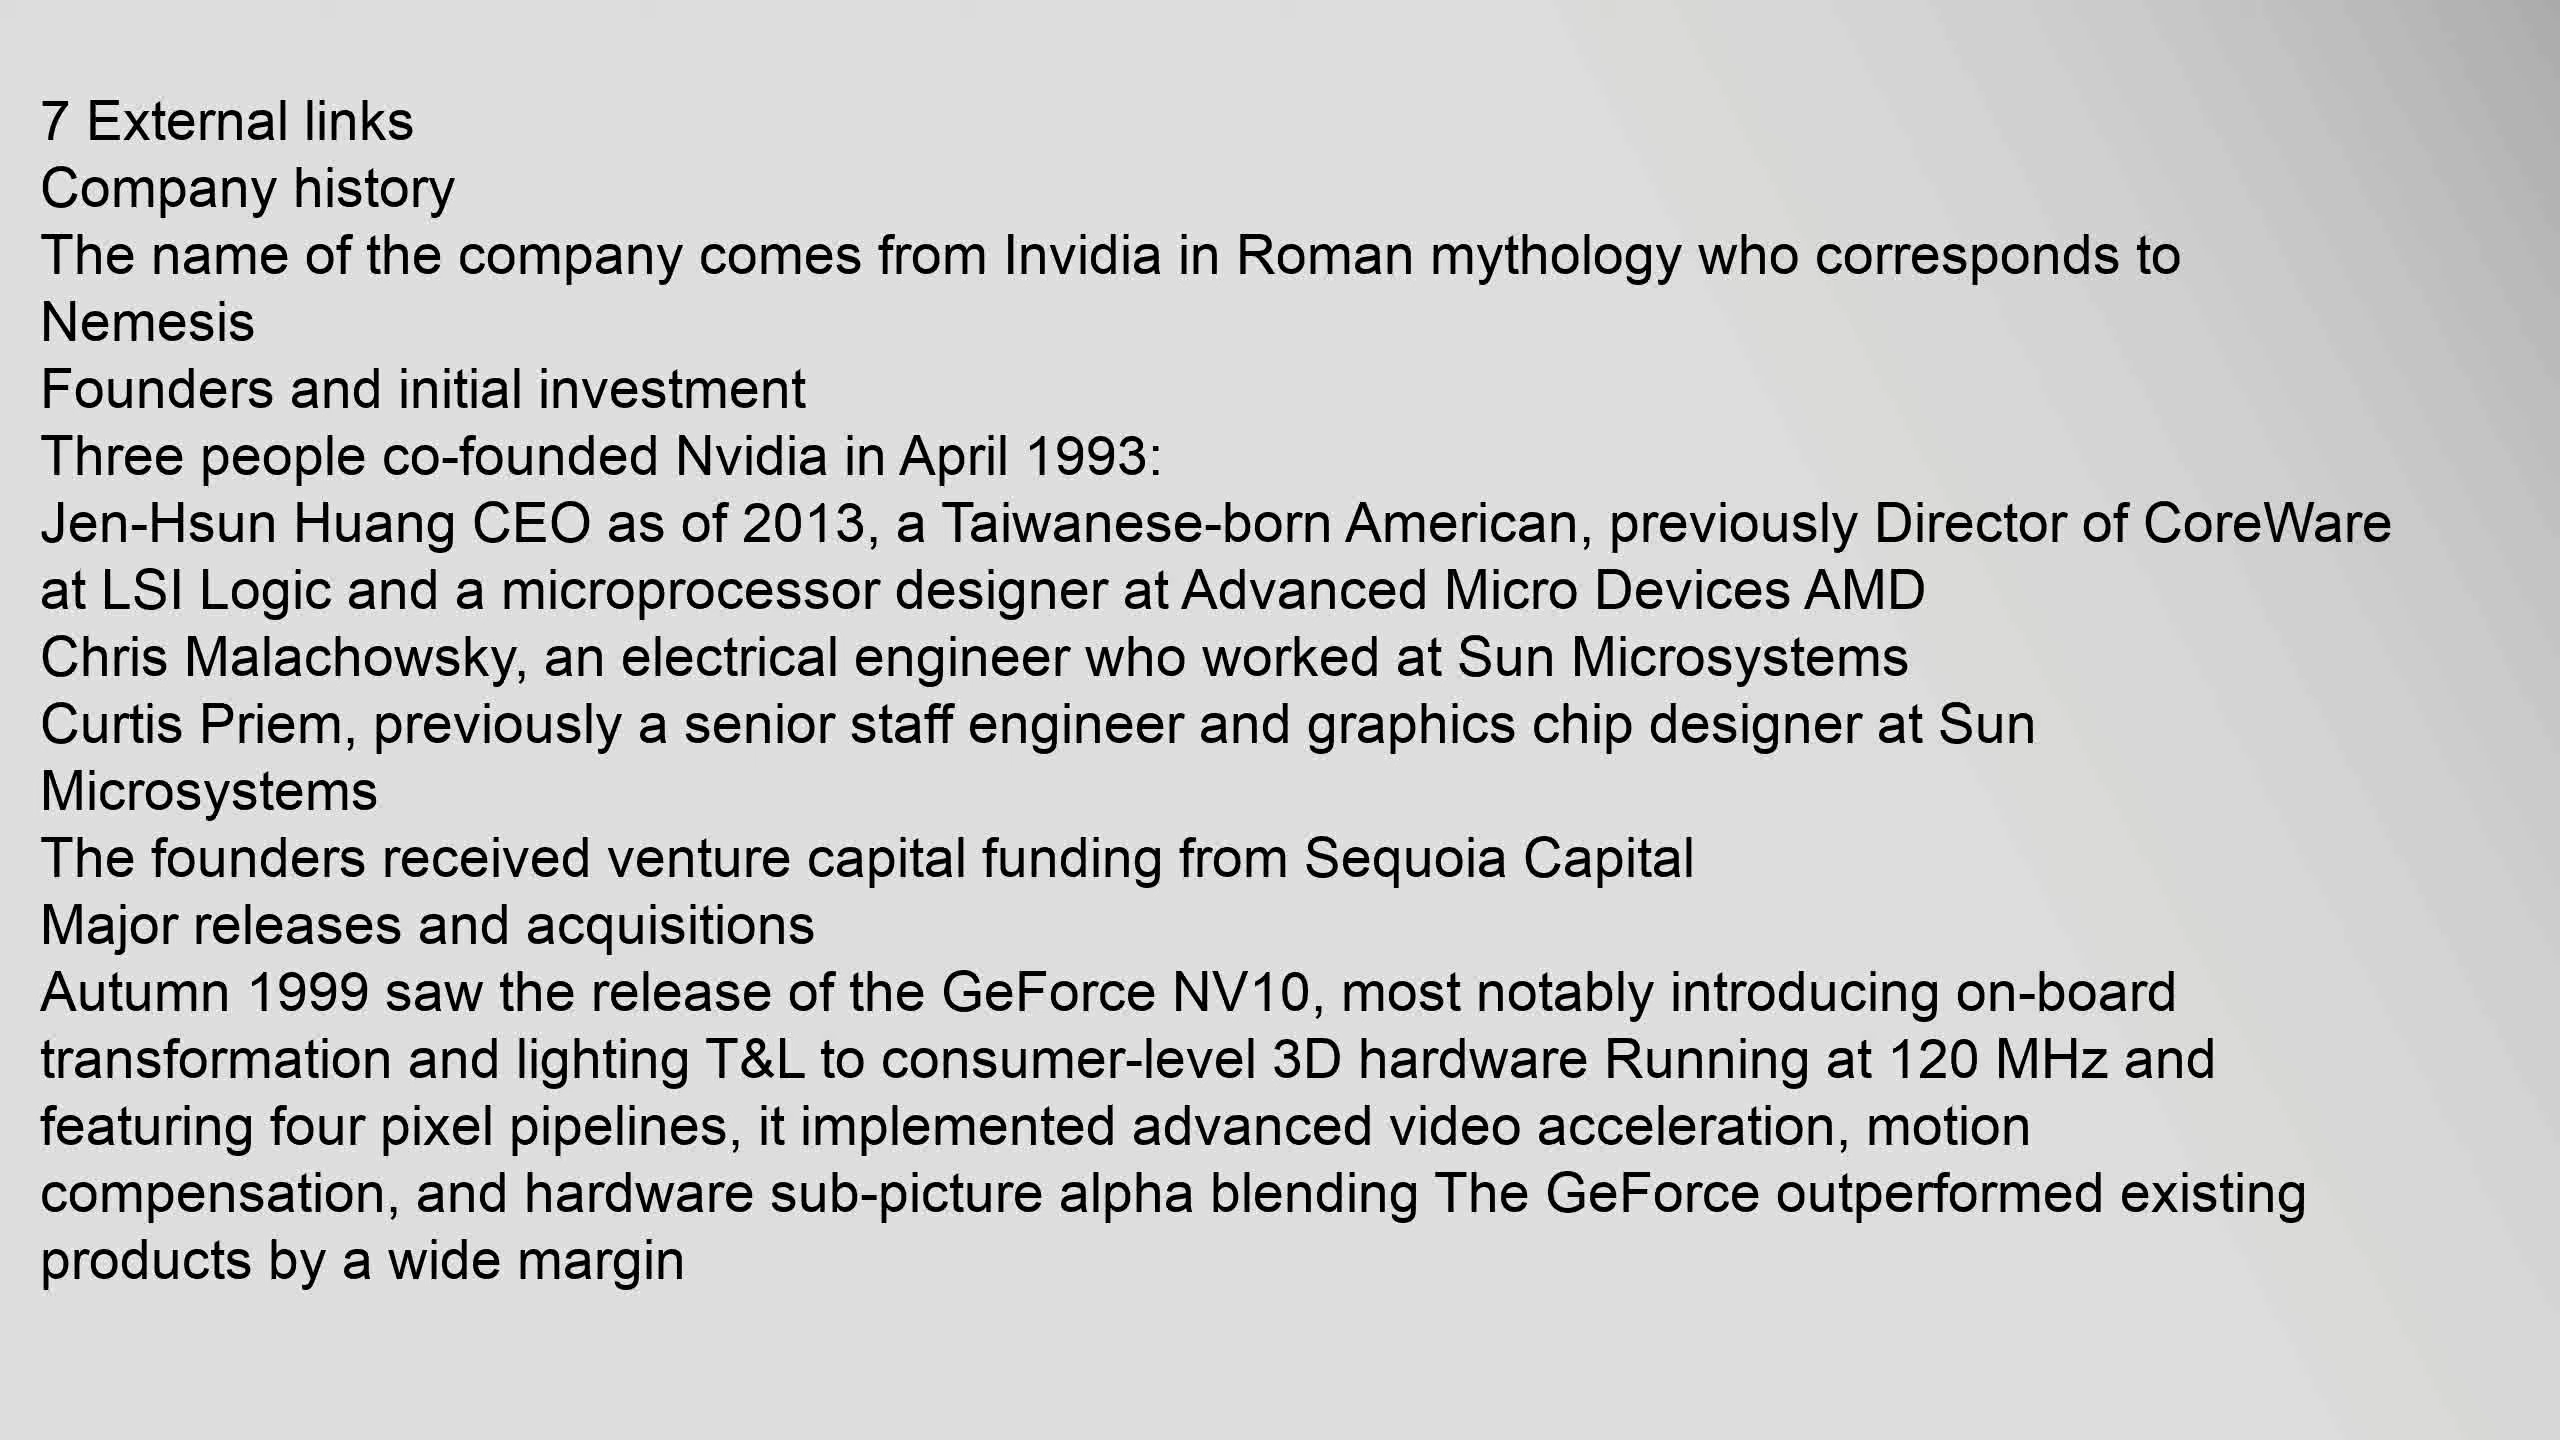 7 External links
Company history
The name of the company comes from Invidia in Roman mythology who corresponds to
Nemesis
Founders and initial investment
Three people co-founded Nvidia in April 1993:
Jen-Hsun Huang CEO as of 2013, a Taiwanese-born American, previously Director of CoreWare
at LSI Logic and a microprocessor designer at Advanced Micro Devices AMD
Chris Malachowsky, an electrical engineer who worked at Sun Microsystems
Curtis Priem, previously a senior staff engineer and graphics chip designer at Sun
Microsystems
The founders received venture capital funding from Sequoia Capital
Major releases and acquisitions
Autumn 1999 saw the release of the GeForce NV10, most notably introducing on-board
transformation and lighting T&L to consumer-level 3D hardware Running at 120 MHz and
featuring four pixel pipelines, it implemented advanced video acceleration, motion
compensation, and hardware sub-picture alpha blending The GeForce outperformed existing
products by a wide margin